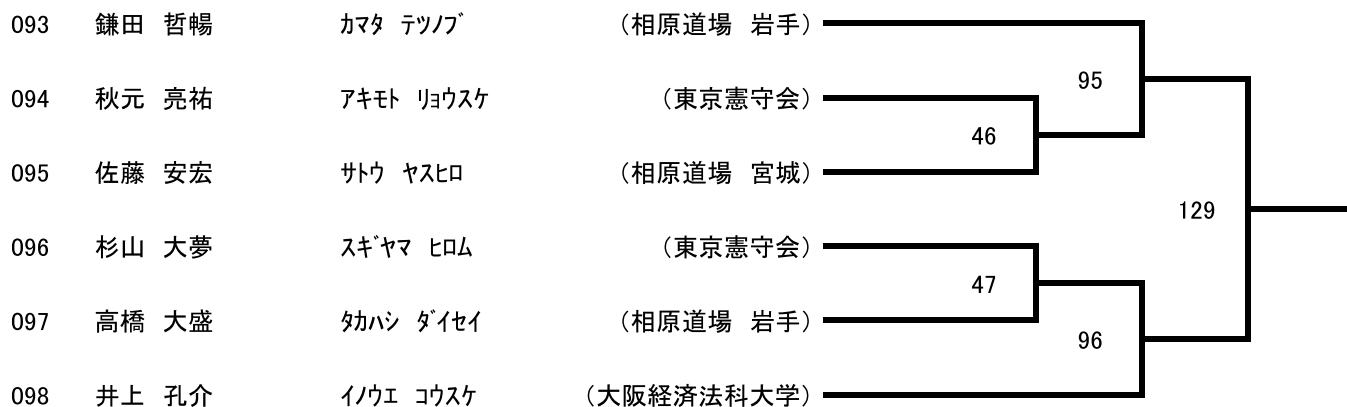 093 鎌田 哲暢 ｶﾏﾀ ﾃﾂﾉﾌﾞ （相原道場 岩手）
95
094 秋元 亮祐 ｱｷﾓﾄ ﾘｮｳｽｹ （東京憲守会）
46
095 佐藤 安宏 ｻﾄｳ ﾔｽﾋﾛ （相原道場 宮城）
129
096 杉山 大夢 ｽｷﾞﾔﾏ ﾋﾛﾑ （東京憲守会）
47
097 高橋 大盛 ﾀｶﾊｼ ﾀﾞｲｾｲ （相原道場 岩手）
96
098 井上 孔介 ｲﾉｳｴ ｺｳｽｹ （大阪経済法科大学）